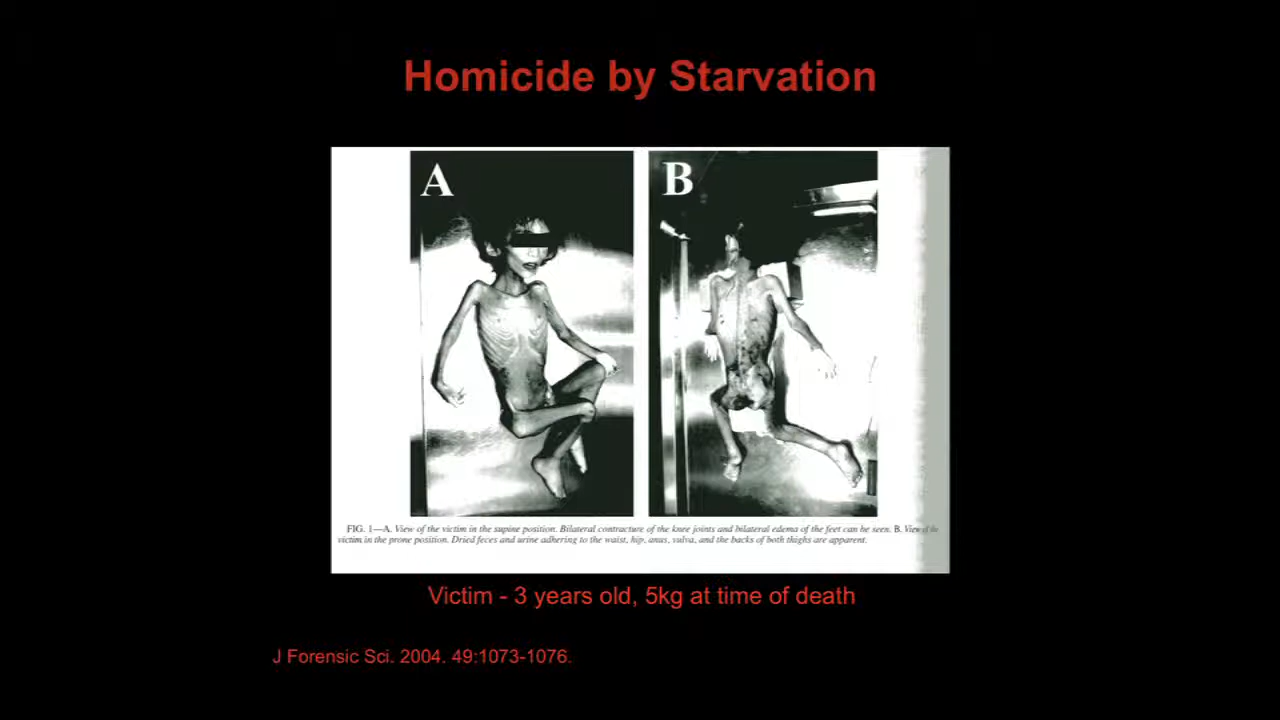 Homicide by Starvation
A
B
FIG. 1—A. View of the victim in the supine position. Bilateral contracture of the knee joints and bilateral edema of the feet can be seen. B. View of the
victim in the prone position. Dried feces and urine adhering to the waist, hip, anus, vulva, and the backs of both thighs are apparent.
Victim - 3 years old, 5kg at time of death
J Forensic Sci. 2004. 49:1073-1076.